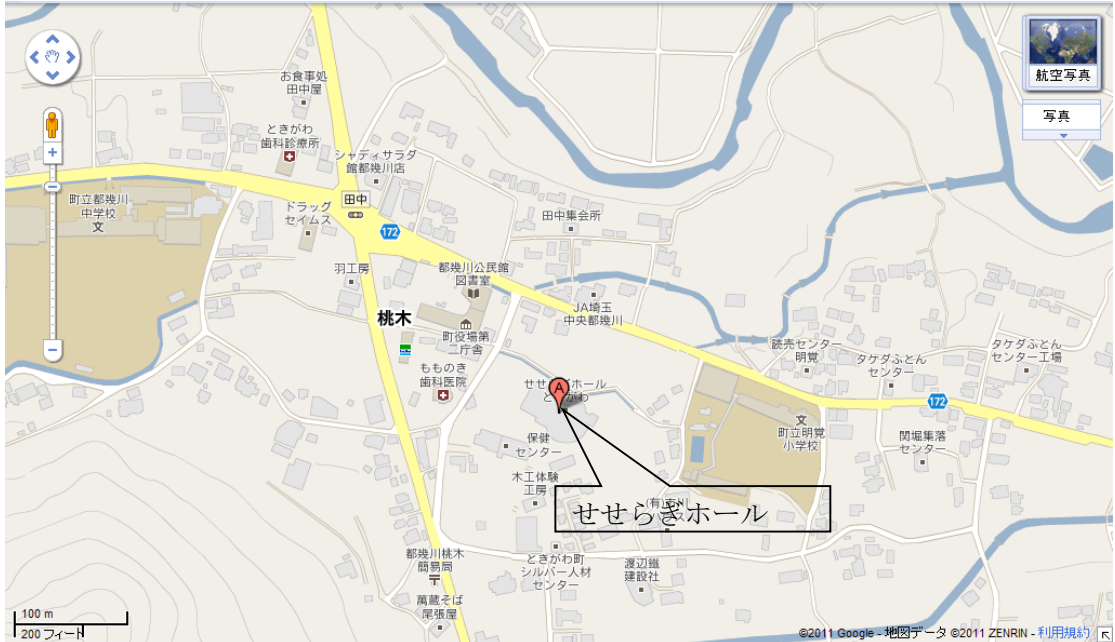 航空写真
写真
お食事処
田中屋
ときがわ
歯科診療所
シャディサラダ
館都幾川店
田中
町立都幾川
中学校
文
ドラッグ
セイムス
172
田中集会所
羽工房
都幾川公民館
図書室
JA埼玉
中央都幾川
桃木
町役場第
二庁舎
読売センター
明覚
タケダふとん
センター
タケダふとん
センター工場
もものき
歯科医院
A
172
文
町立明覚
小学校
関堀集落
センター
保健
センター
木工体験
工房
せせらぎホール
都幾川桃木
簡易局
ときがわ町
シルバー人材
センター
渡辺鐵
建設社
萬蔵そば
尾張屋
100 m
200 フィート
©2011 Google - 地図データ ©2011 ZENRIN - 利用規約